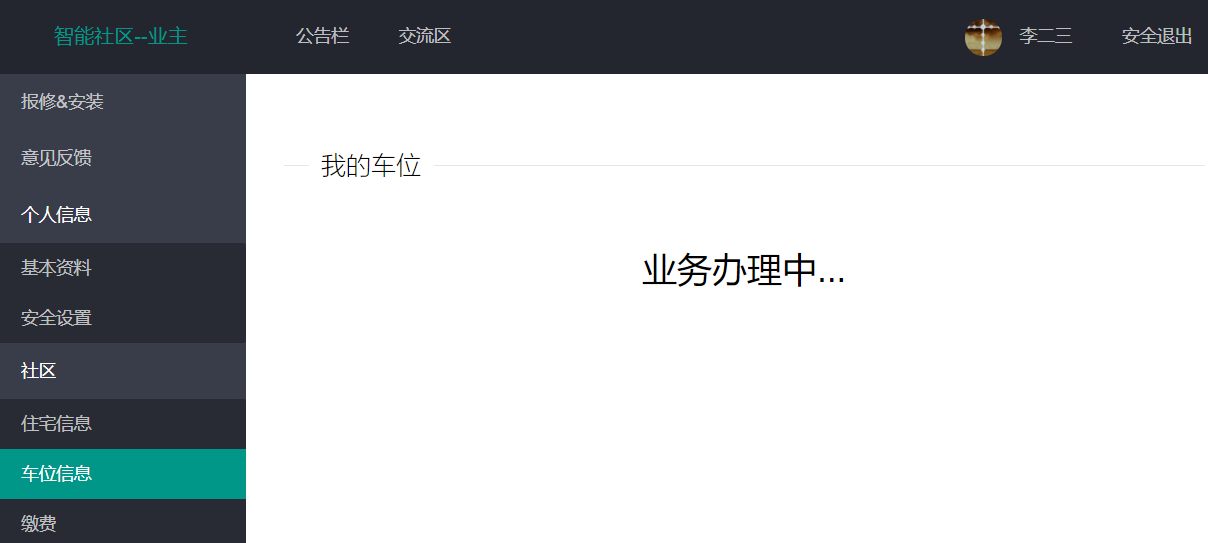 智能社区--业主
公告栏
交流区
李二三
安全退出
报修&安装
意见反馈
个人信息
基本资料
安全设置
社区
住宅信息
车位信息
缴费
我的车位
业务办理中...